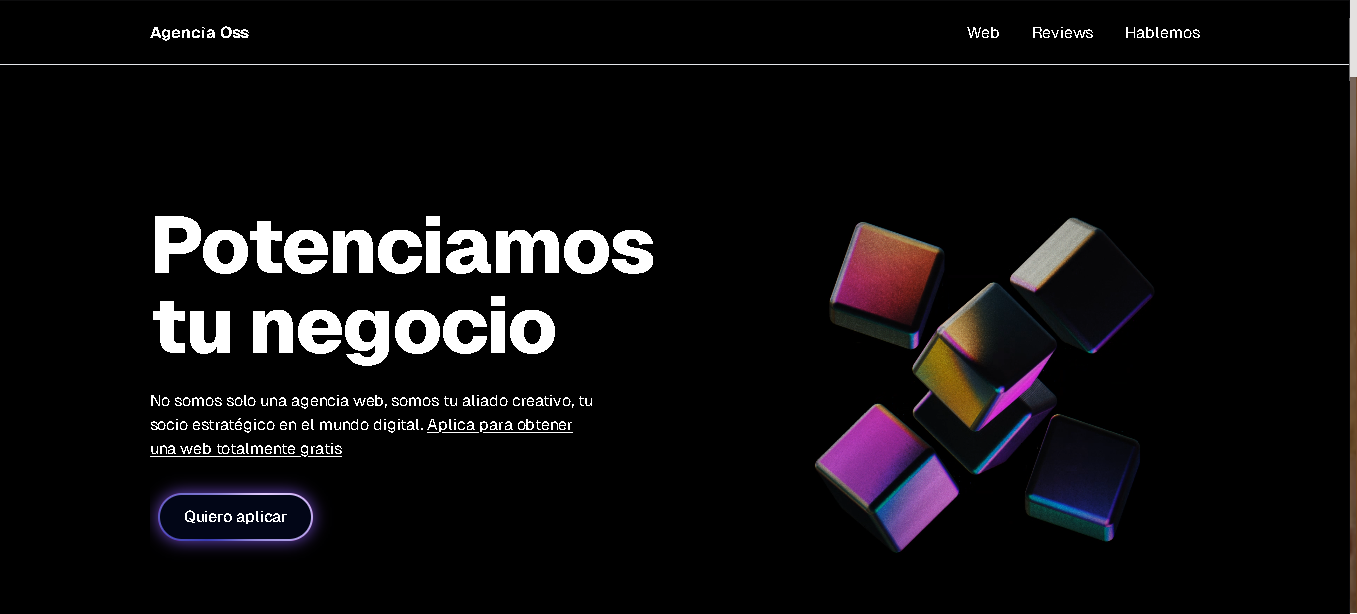 Agencia Oss
Web
Reviews
Hablemos
Potenciamos
tu negocio
No somos solo una agencia web, somos tu aliado creativo, tu
socio estratégico en el mundo digital. Aplica para obtener
una web totalmente gratis
Quiero aplicar